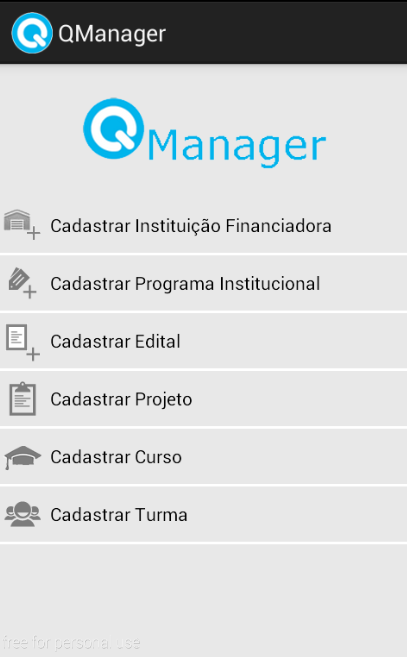 QManager
QManager
Cadastrar Instituição Financiadora
Cadastrar Programa Institucional
Cadastrar Edital
Cadastrar Projeto
Cadastrar Curso
Cadastrar Turma
free for personal use